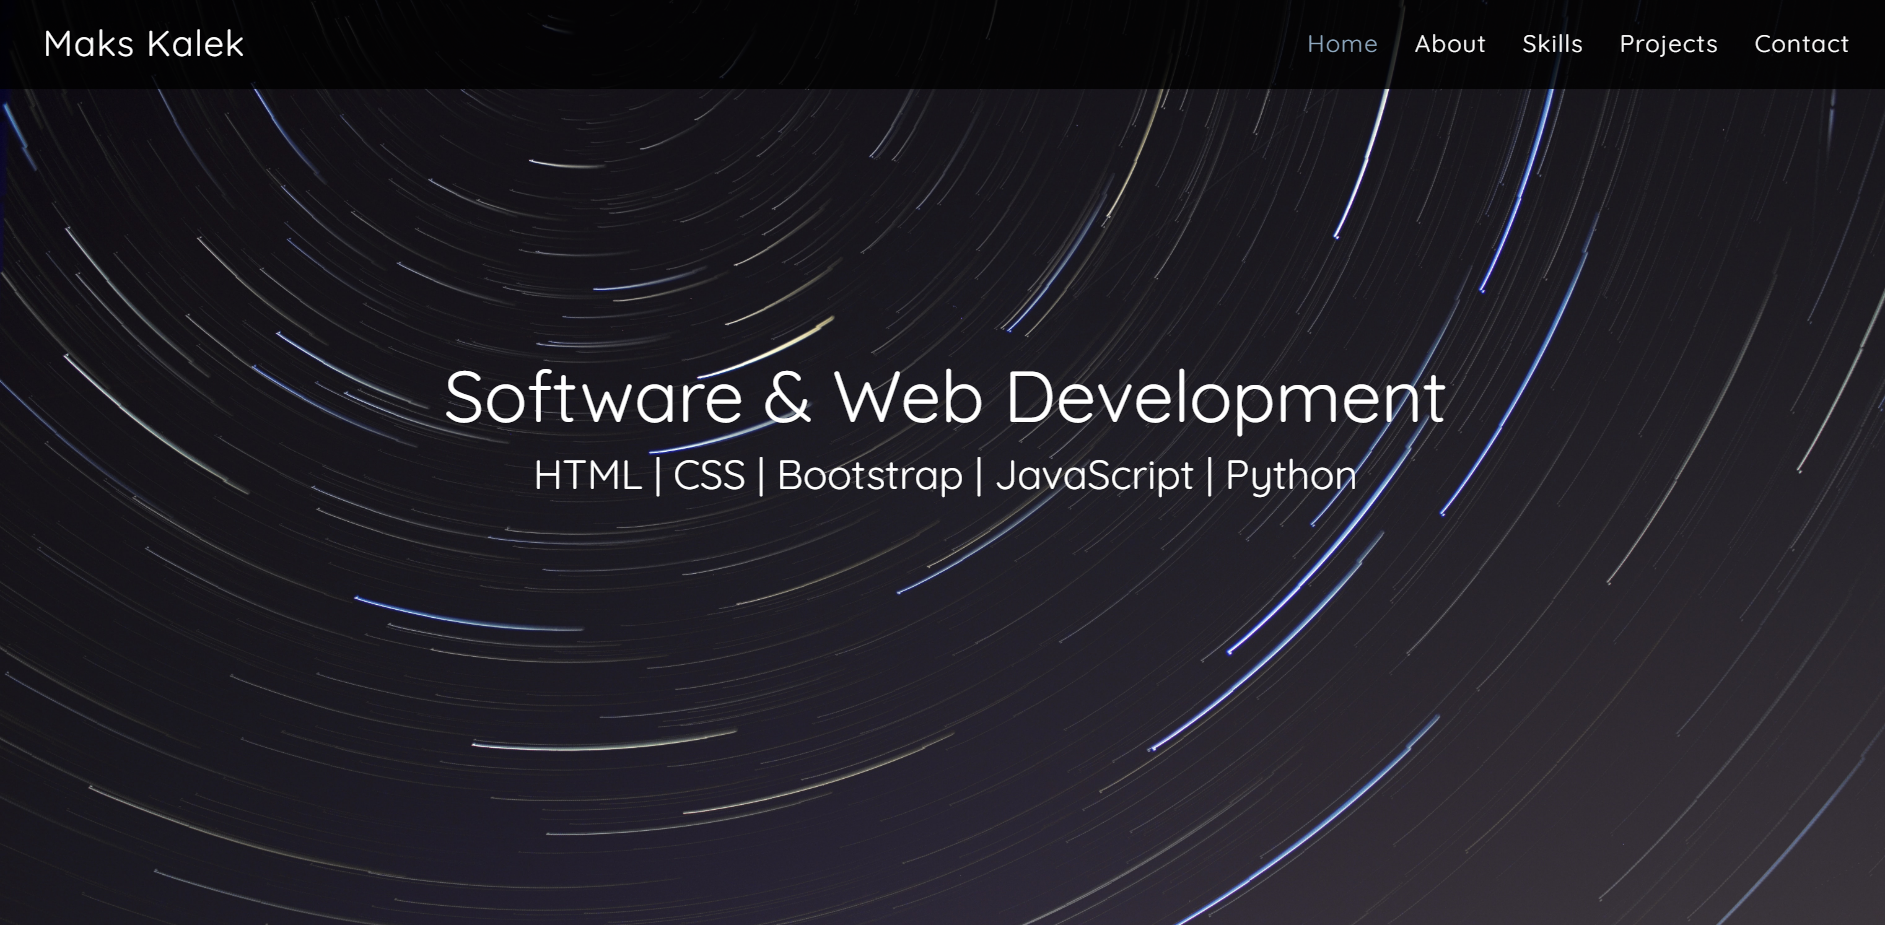 Maks Kalek
Home About Skills Projects Contact
Software & Web Development
HTML | CSS | Bootstrap | JavaScript | Python